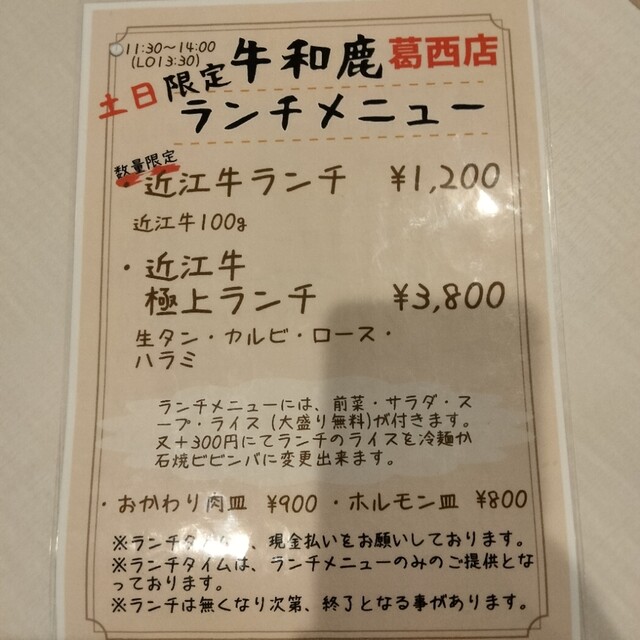 11:30～14:00
(LO13:30)
牛和鹿 葛西店
土日限定
ランチメニュー
数量限定
・近江牛ランチ ¥1,200
近江牛100g
・近江牛
極上ランチ ¥3,800
生タン・カルビ・ロース・
ハラミ
ランチメニューには、前菜・サラダ・ス
ープ・ライス (大盛り無料)が付きます。
又＋300円にてランチのライスを冷麺か
石焼ビビンバに変更出来ます。
・おかわり肉皿 ¥900 ・ホルモン皿 ¥800
※ランチタイムは、現金払いをお願いしております。
※ランチタイムは、ランチメニューのみのご提供とな
っております。
※ランチは無くなり次第、終了となる事があります。